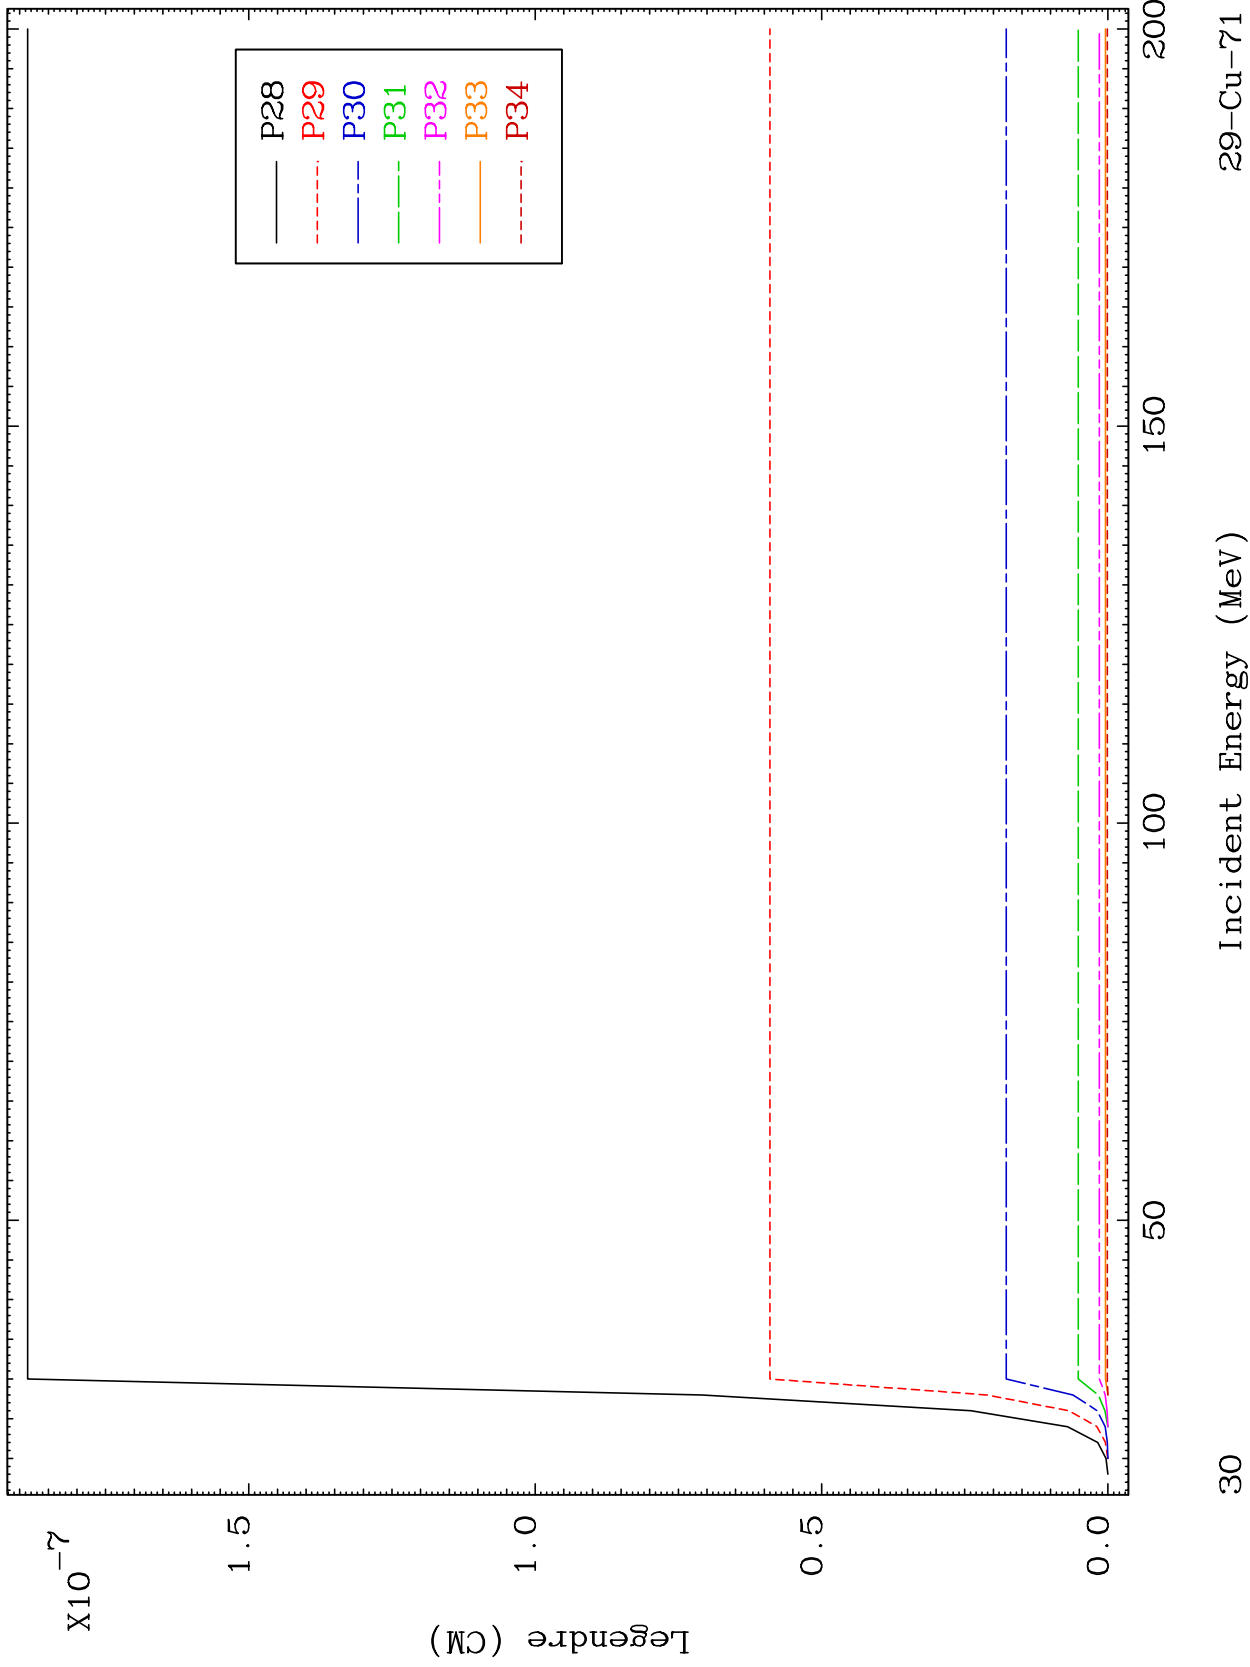 X10-7
1.5
1.0
0.5
0.0
Legendre (CM)
P28
P29
P30
P31
P32
P33
P34
50
100
150
200
Incident Energy (MeV)
30
29-Cu-71